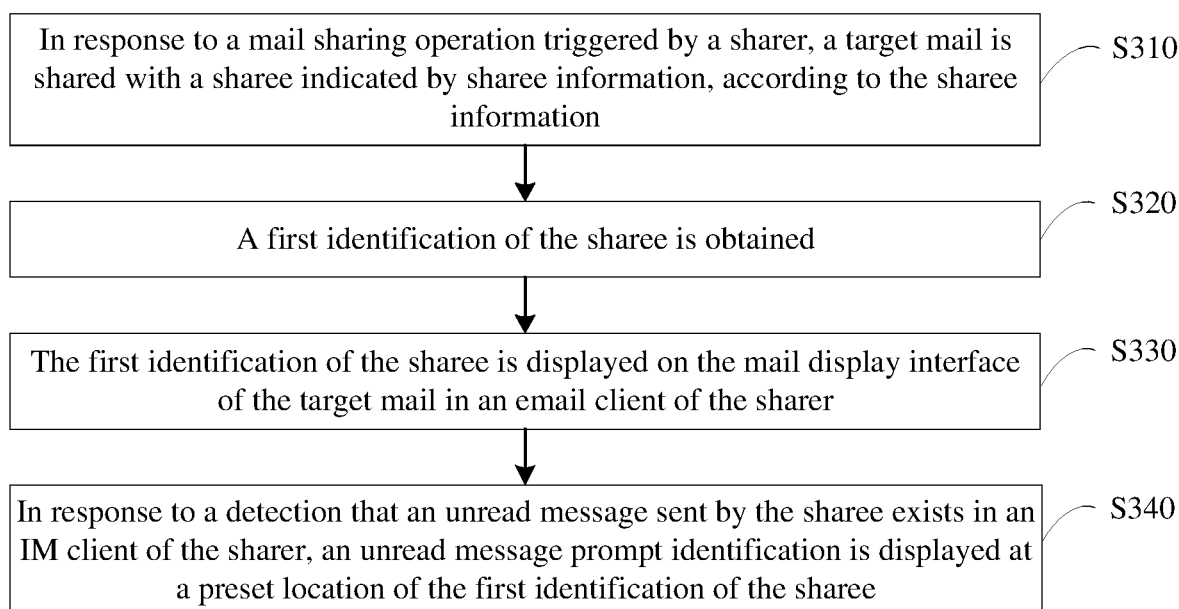 In response to a mail sharing operation triggered by a sharer, a target mail is
shared with a sharee indicated by sharee information, according to the sharee
information
S310
A first identification of the sharee is obtained
S320
The first identification of the sharee is displayed on the mail display interface
of the target mail in an email client of the sharer
S330
In response to a detection that an unread message sent by the sharee exists in an
IM client of the sharer, an unread message prompt identification is displayed at
a preset location of the first identification of the sharee
S340